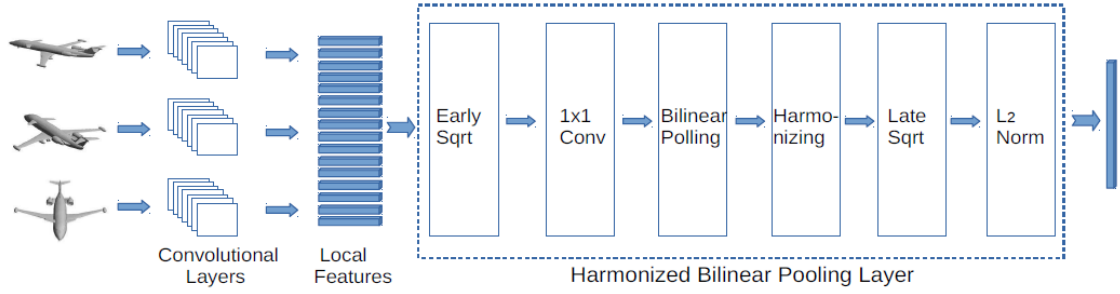 Early
Sqrt
1x1
Conv
Bilinear
Polling
Harmo-
nizing
Late
Sqrt
L₂
Norm
Convolutional
Layers
Local
Features
Harmonized Bilinear Pooling Layer